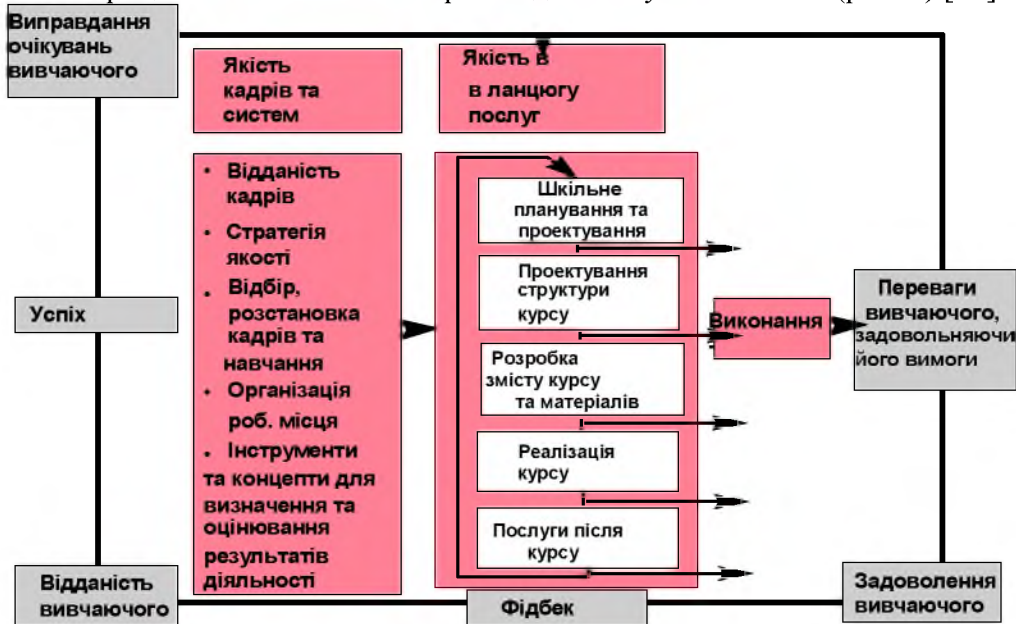 Виправдання
очікувань
вивчаючого
Якість
кадрів та
систем
Якість в
в ланцюгу
послуг
• Відданість
кадрів
• Стратегія
якості
• Відбір,
розстановка
кадрів та
навчання
• Організація
роб. місця
• Інструменти
та концепти для
визначення та
оцінювання
результатів
діяльності
Шкільне
планування та
проектування
Проектування
структури
курсу
Розробка
змісту курсу
та матеріалів
Реалізація
курсу
Послуги після
курсу
Виконання
Переваги
вивчаючого,
задовольняючи
його вимоги
Успіх
Відданість
вивчаючого
Фідбек
Задоволення
вивчаючого